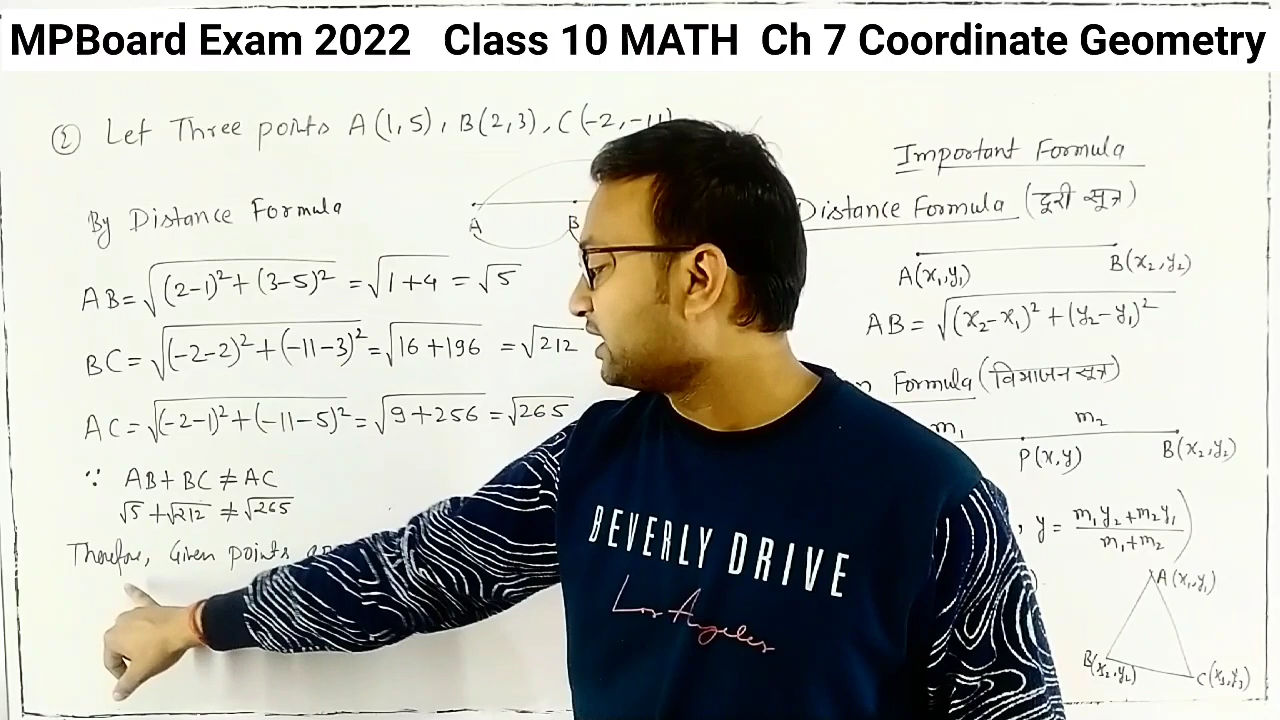 MPBoard Exam 2022 Class 10 MATH Ch 7 Coordinate Geometry
② Let Three points A(1,5), B(2,3), C(-2,-11)
By Distance Formula
A B
AB=√(2-1)²+(3-5)² = √1+4 = √5
BC=√(-2-2)²+(-11-3)² = √16+196 = √212
AC=√(-2-1)²+(-11-5)² = √9+256 = √265
∵ AB+BC ≠ AC
√5+√212 ≠ √265
Therefore, Given points
Important Formula
Distance Formula (दूरी सूत्र)
A(x₁,y₁) B(x₂,y₂)
AB = √(x₂-x₁)²+(y₂-y₁)²
Formula (विभाजन सूत्र)
m₁ m₂
P(x,y) B(x₂,y₂)
, y = m₁y₂+m₂y₁ / m₁+m₂ )
A(x₁,y₁)
B(x₂,y₂) C(x₃,y₃)
BEVERLY DRIVE
Los Angeles